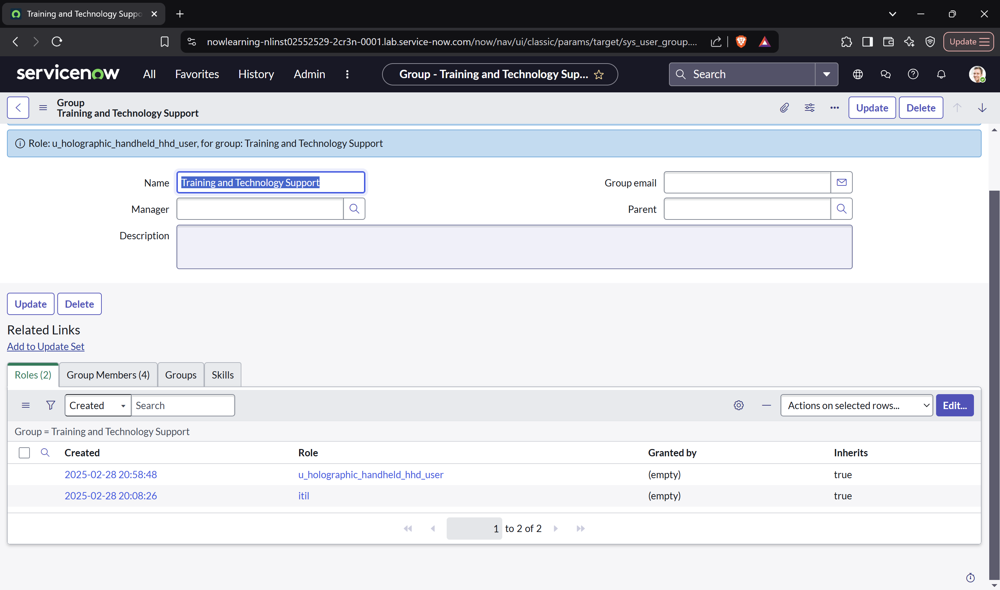 Training and Technology Suppo
nowlearning-nlinst02552529-2cr3n-0001.lab.service-now.com/now/nav/ui/classic/params/target/sys_user_group....
Update
servicenow
All
Favorites
History
Admin
Group - Training and Technology Sup...
Search
Group
Training and Technology Support
Update
Delete
Role: u_holographic_handheld_hhd_user, for group: Training and Technology Support
Name
Training and Technology Support
Group email
Manager
Parent
Description
Update
Delete
Related Links
Add to Update Set
Roles (2)
Group Members (4)
Groups
Skills
Created
Search
Actions on selected rows...
Edit...
Group = Training and Technology Support
Created
Role
Granted by
Inherits
2025-02-28 20:58:48
u_holographic_handheld_hhd_user
(empty)
true
2025-02-28 20:08:26
itil
(empty)
true
1 to 2 of 2